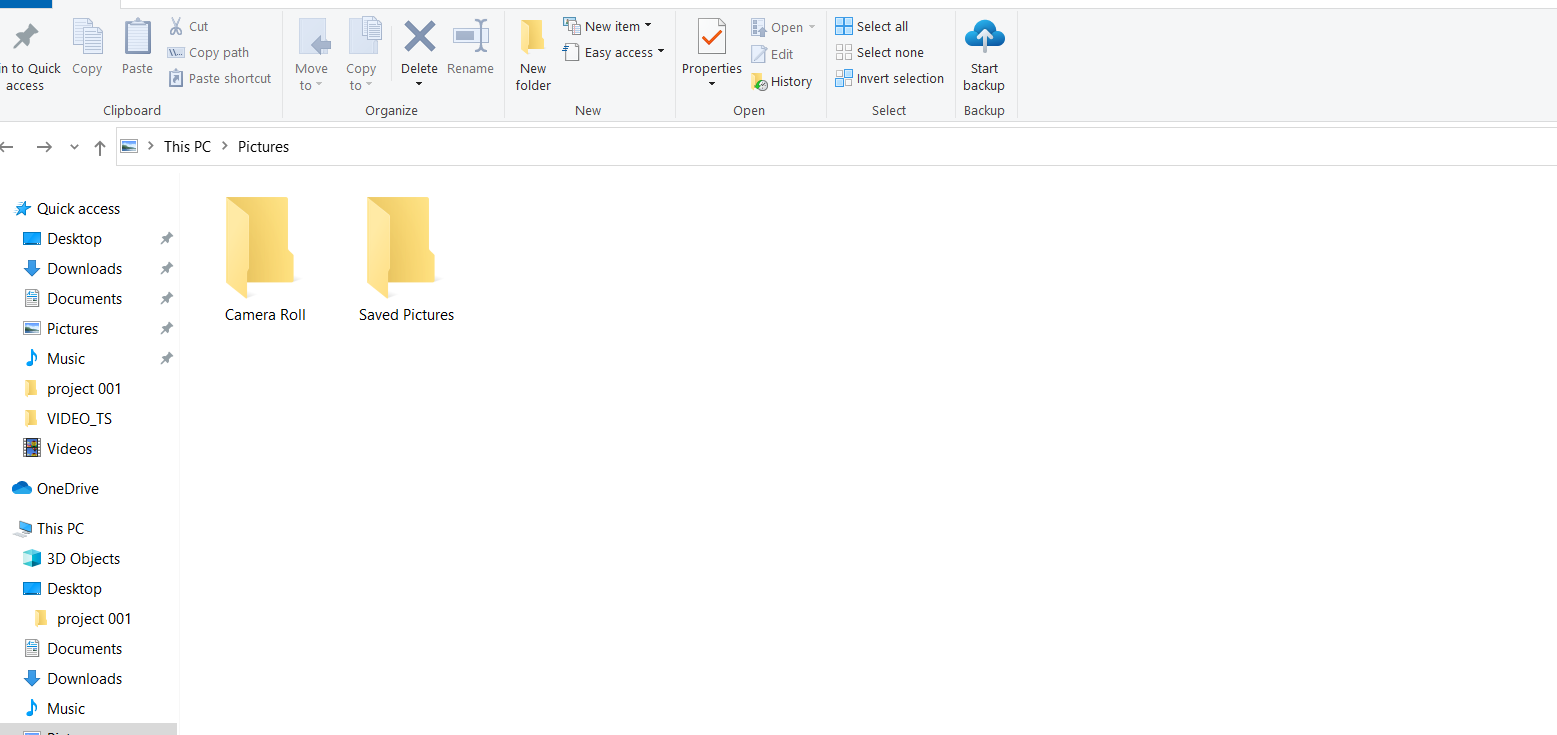 in to Quick
access
Copy
Paste
Cut
Copy path
Paste shortcut
Clipboard
Move
to
Copy
to
Delete
Rename
Organize
New
folder
New item
Easy access
New
Properties
Open
Edit
History
Open
Select all
Select none
Invert selection
Select
Start
backup
Backup
This PC > Pictures
Quick access
Desktop
Downloads
Documents
Pictures
Music
project 001
VIDEO_TS
Videos
OneDrive
This PC
3D Objects
Desktop
project 001
Documents
Downloads
Music
Camera Roll
Saved Pictures